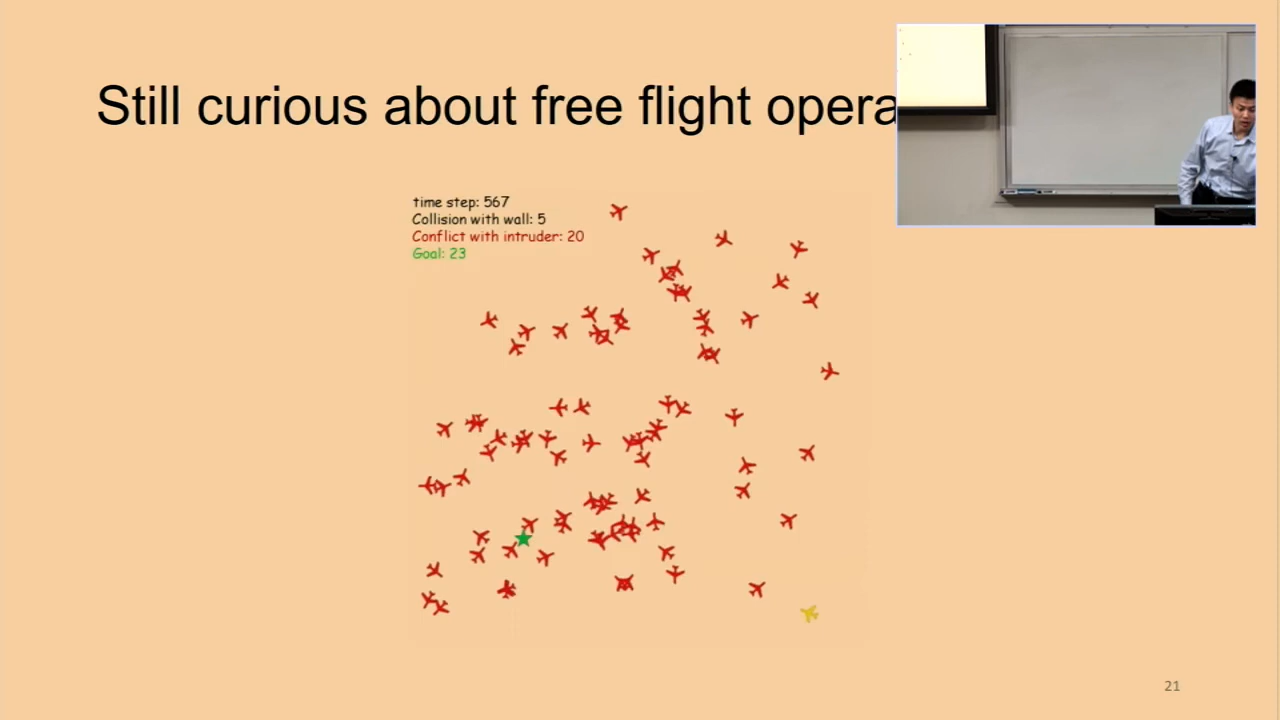 Still curious about free flight opera
time step: 567
Collision with wall: 5
Conflict with intruder: 20
Goal: 23
21